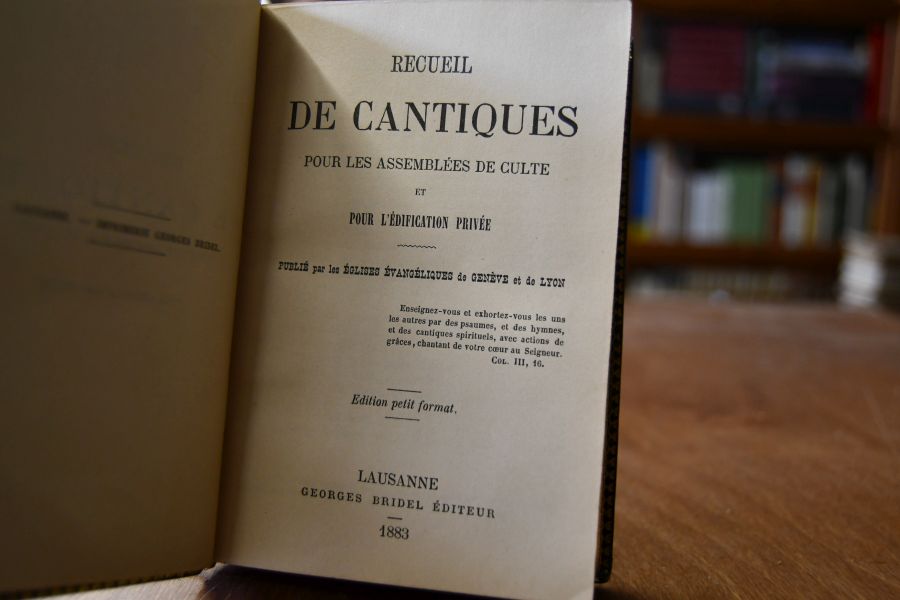 IMPRIMERIE GEORGES BRIDEL.
RECUEIL
DE CANTIQUES
POUR LES ASSEMBLÉES DE CULTE
ET
POUR L'ÉDIFICATION PRIVÉE
PUBLIÉ par les ÉGLISES ÉVANGÉLIQUES de GENÈVE et de LYON
Enseignez-vous et exhortez-vous les uns
les autres par des psaumes, et des hymnes,
et des cantiques spirituels, avec actions de
grâces, chantant de votre cœur au Seigneur.
COL. III, 16.
Edition petit format.
LAUSANNE
GEORGES BRIDEL ÉDITEUR
1883